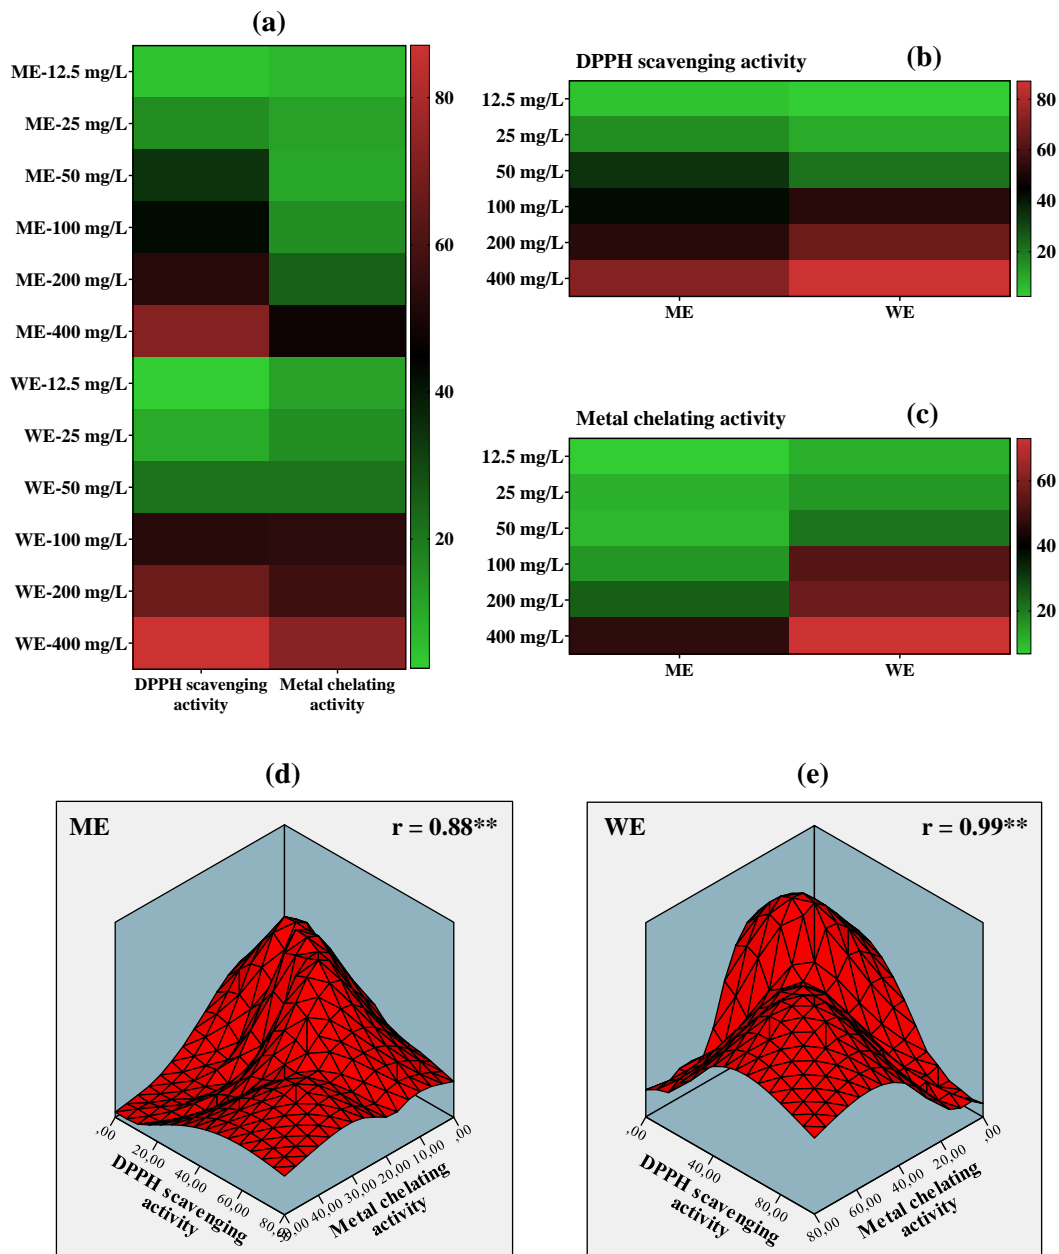 (a)
ME-12.5 mg/L
ME-25 mg/L
ME-50 mg/L
ME-100 mg/L
ME-200 mg/L
ME-400 mg/L
WE-12.5 mg/L
WE-25 mg/L
WE-50 mg/L
WE-100 mg/L
WE-200 mg/L
WE-400 mg/L
80
60
40
20
DPPH scavenging
activity
Metal chelating
activity
DPPH scavenging activity
(b)
12.5 mg/L
25 mg/L
50 mg/L
100 mg/L
200 mg/L
400 mg/L
80
60
40
20
ME
WE
Metal chelating activity
(c)
12.5 mg/L
25 mg/L
50 mg/L
100 mg/L
200 mg/L
400 mg/L
60
40
20
ME
WE
(d)
ME
r = 0.88**
,00
20,00
40,00
60,00
80,00
DPPH scavenging
activity
40,00
30,00
20,00
10,00
,00
Metal chelating
activity
(e)
WE
r = 0.99**
,00
40,00
80,00
DPPH scavenging
activity
80,00
60,00
40,00
20,00
,00
Metal chelating
activity